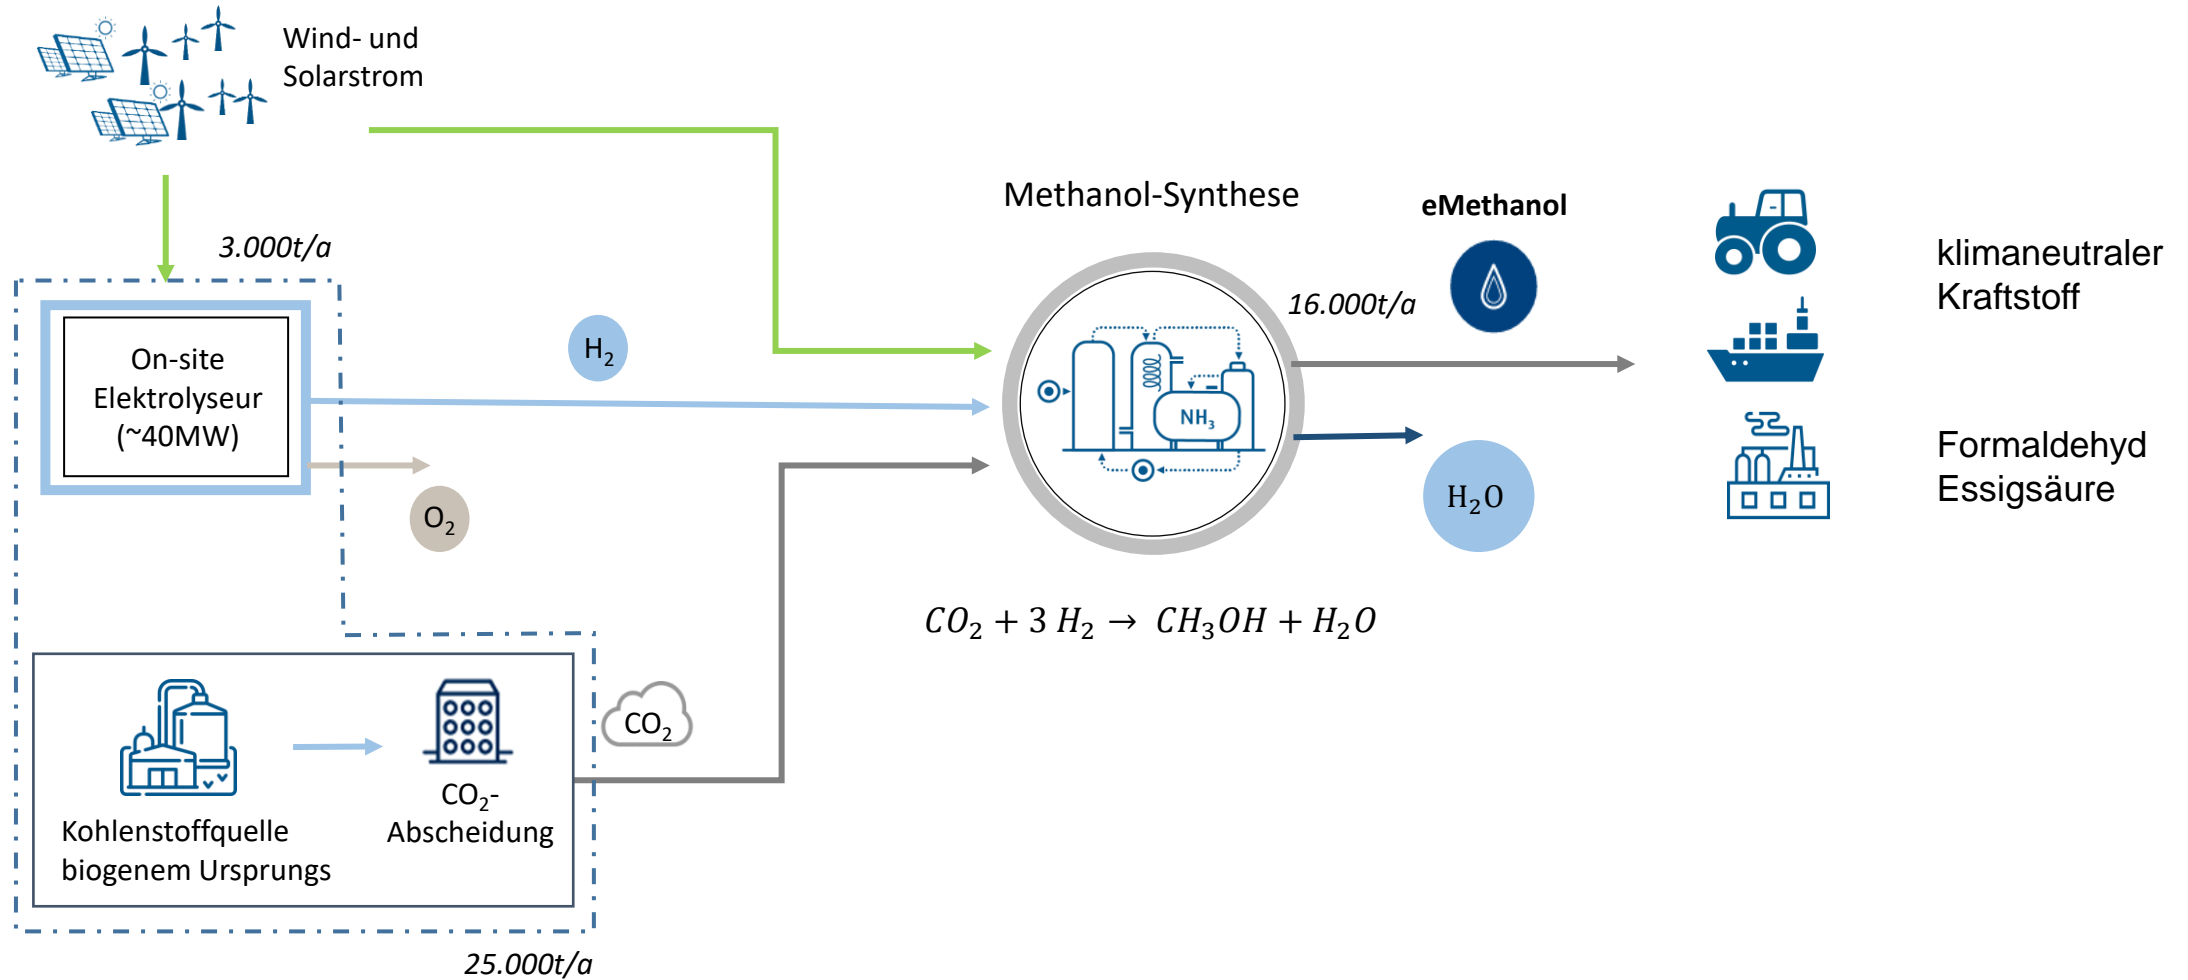 Wind- und
Solarstrom
3.000t/a
On-site
Elektrolyseur
(~40MW)
H₂
O₂
Kohlenstoffquelle
biogenem Ursprungs
CO₂-
Abscheidung
CO₂
25.000t/a
Methanol-Synthese
NH₃
CO₂ + 3 H₂ → CH₃OH + H₂O
16.000t/a
eMethanol
H₂O
klimaneutraler
Kraftstoff
Formaldehyd
Essigsäure